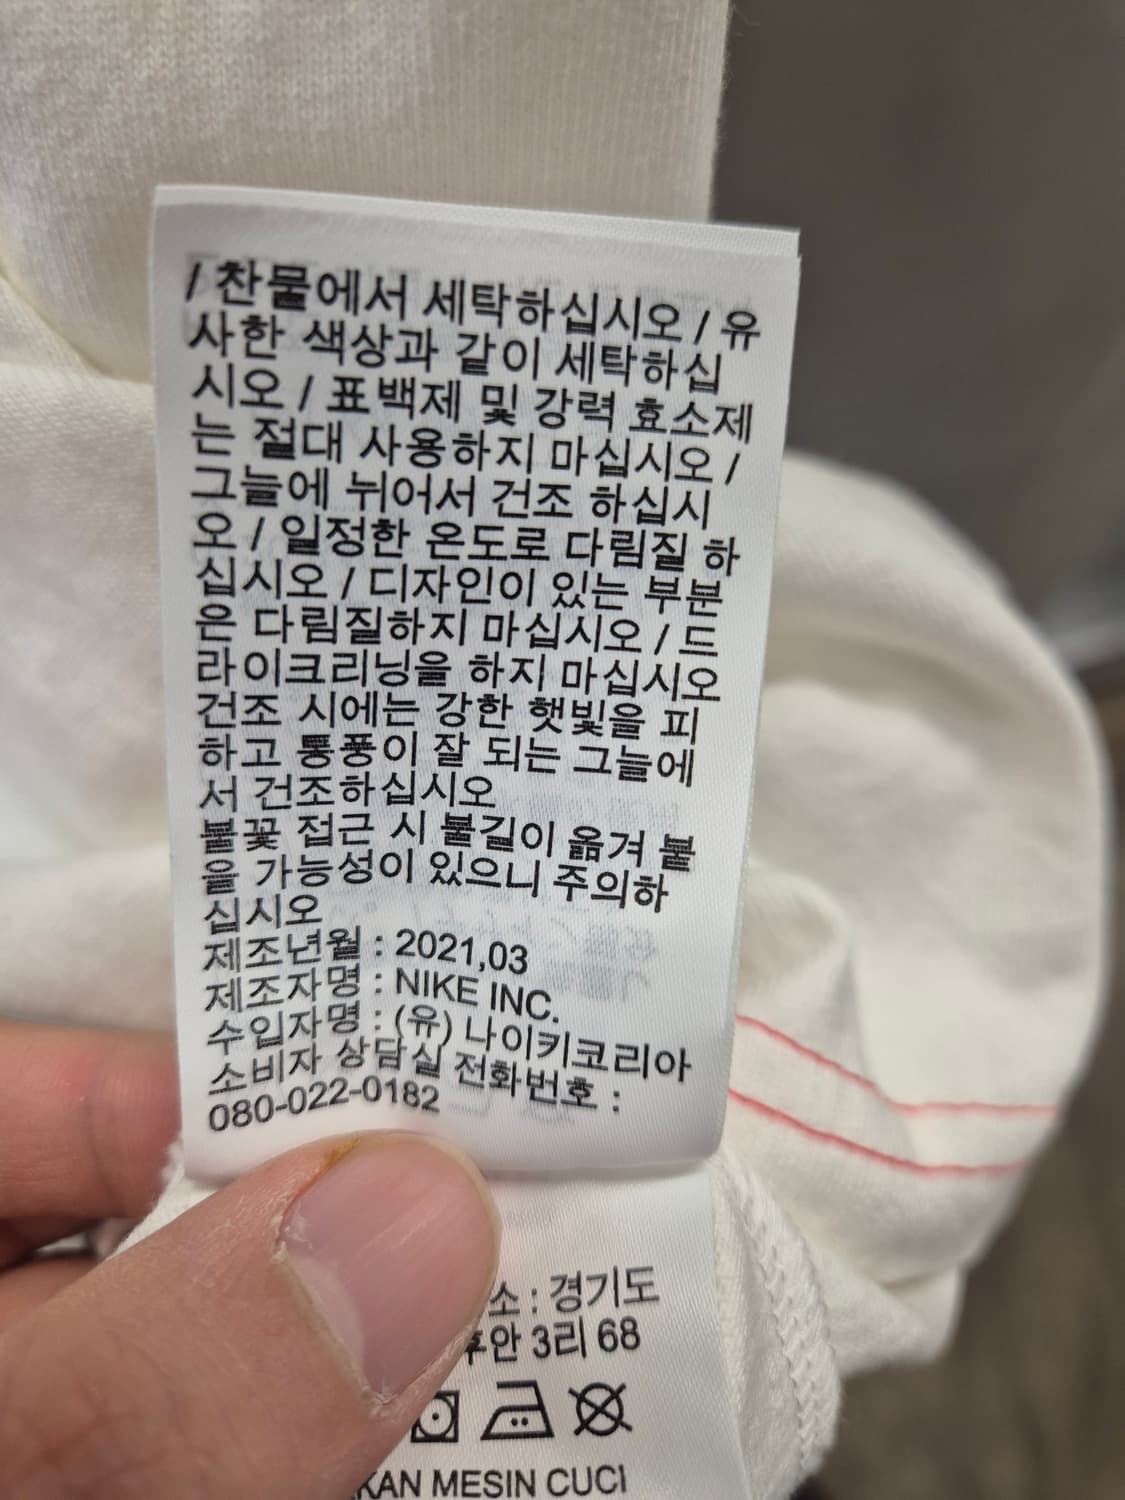 / 찬물에서 세탁하십시오 / 유
사한 색상과 같이 세탁하십
시오 / 표백제 및 강력 효소제
는 절대 사용하지 마십시오 /
그늘에 뉘어서 건조 하십시
오 / 일정한 온도로 다림질 하
십시오 / 디자인이 있는 부분
은 다림질하지 마십시오 / 드
라이크리닝을 하지 마십시오
건조 시에는 강한 햇빛을 피
하고 통풍이 잘 되는 그늘에
서 건조하십시오
불꽃 접근 시 불길이 옮겨 붙
을 가능성이 있으니 주의하
십시오
제조년월 : 2021,03
제조자명 : NIKE INC.
수입자명 : (유) 나이키코리아
소비자 상담실 전화번호 :
080-022-0182
소 : 경기도
3리 68
MESIN CUCI